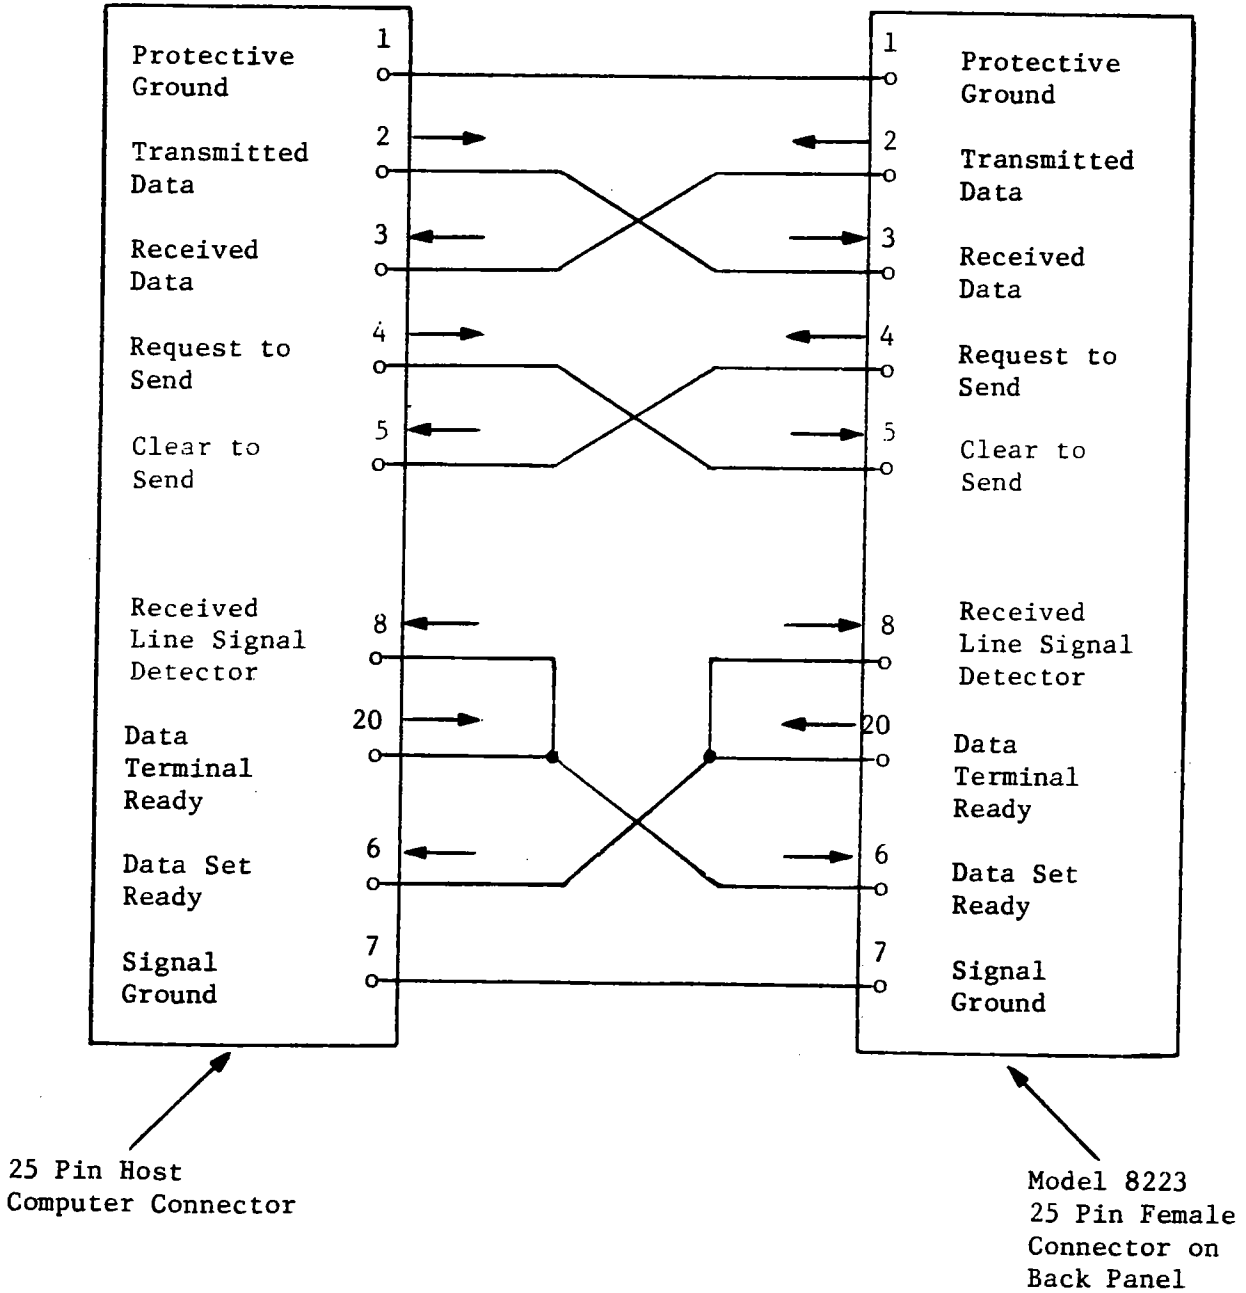 1
Protective
Ground
2
Transmitted
Data
3
Received
Data
4
Request to
Send
5
Clear to
Send
8
Received
Line Signal
Detector
20
Data
Terminal
Ready
6
Data Set
Ready
7
Signal
Ground
1
Protective
Ground
2
Transmitted
Data
3
Received
Data
4
Request to
Send
5
Clear to
Send
8
Received
Line Signal
Detector
20
Data
Terminal
Ready
6
Data Set
Ready
7
Signal
Ground
25 Pin Host
Computer Connector
Model 8223
25 Pin Female
Connector on
Back Panel